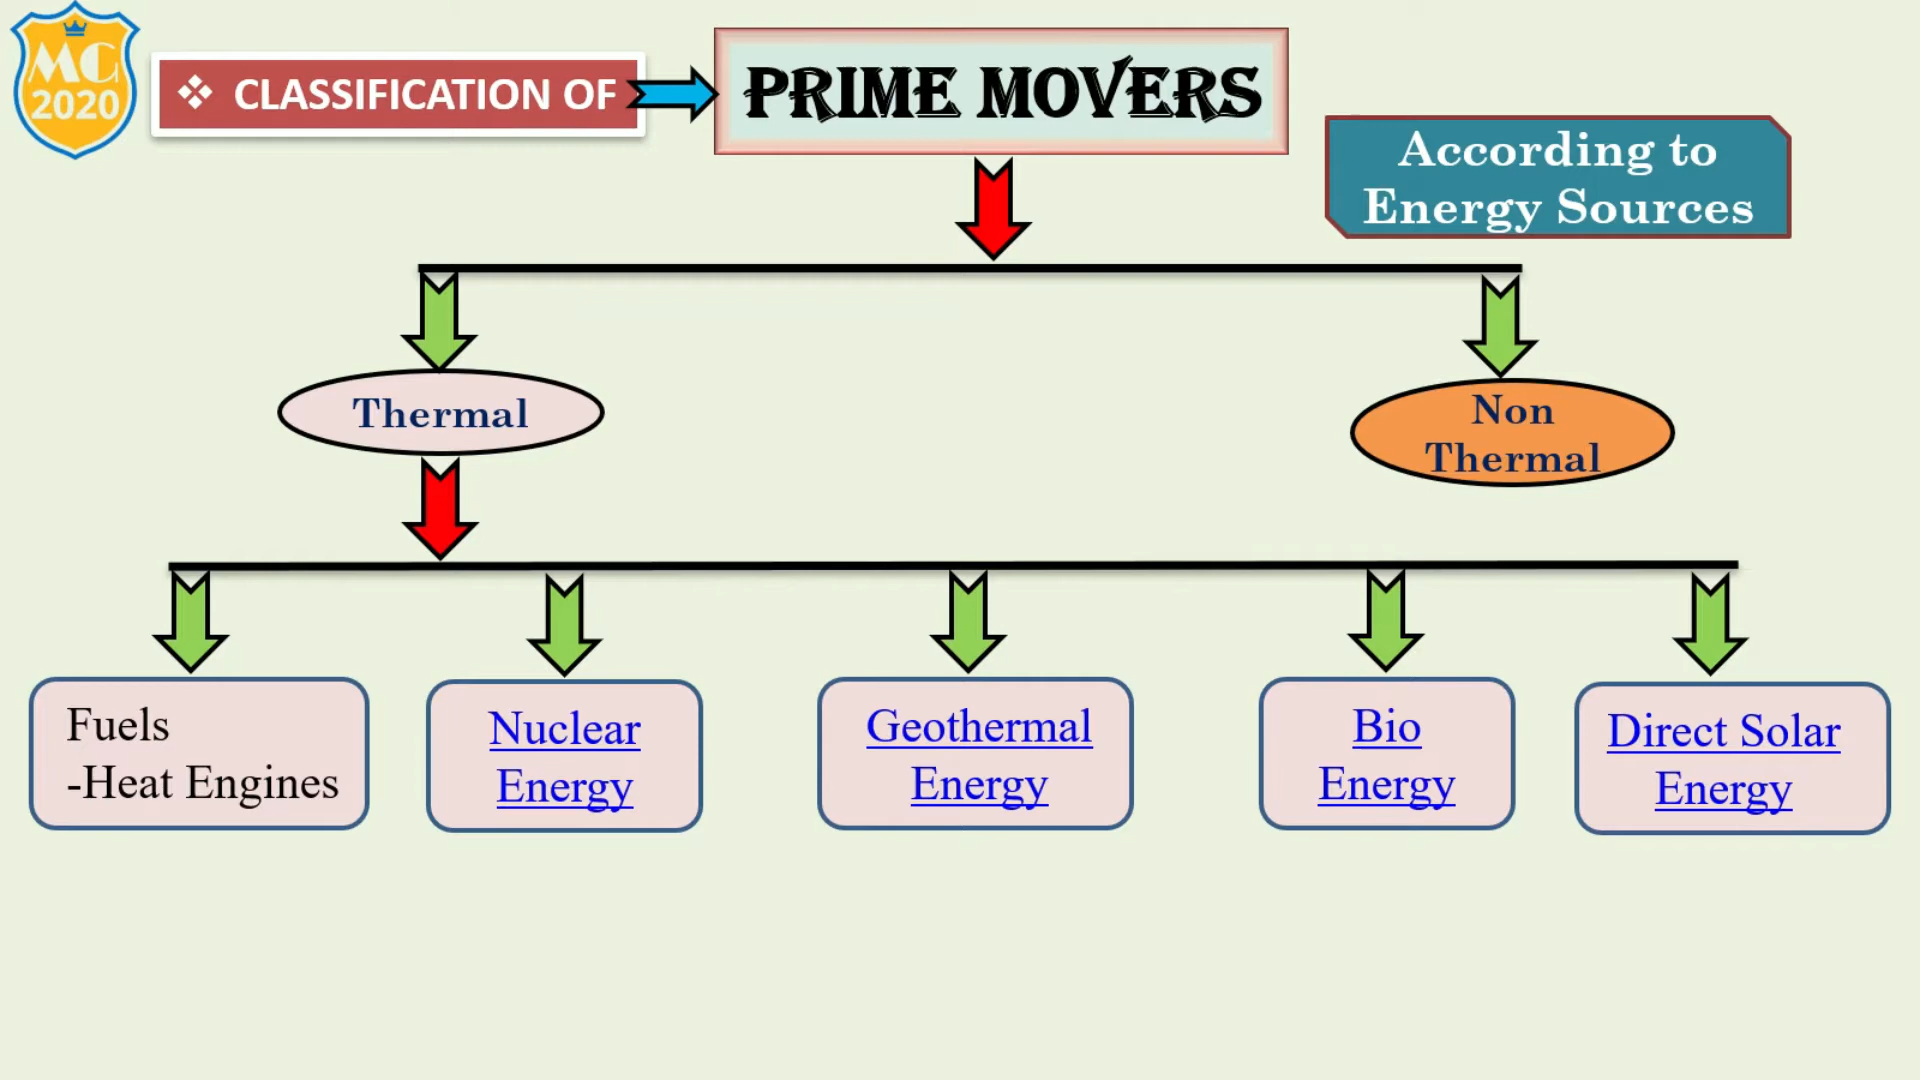 MC
2020
❖ CLASSIFICATION OF
PRIME MOVERS
According to
Energy Sources
Thermal
Non
Thermal
Fuels
-Heat Engines
Nuclear
Energy
Geothermal
Energy
Bio
Energy
Direct Solar
Energy